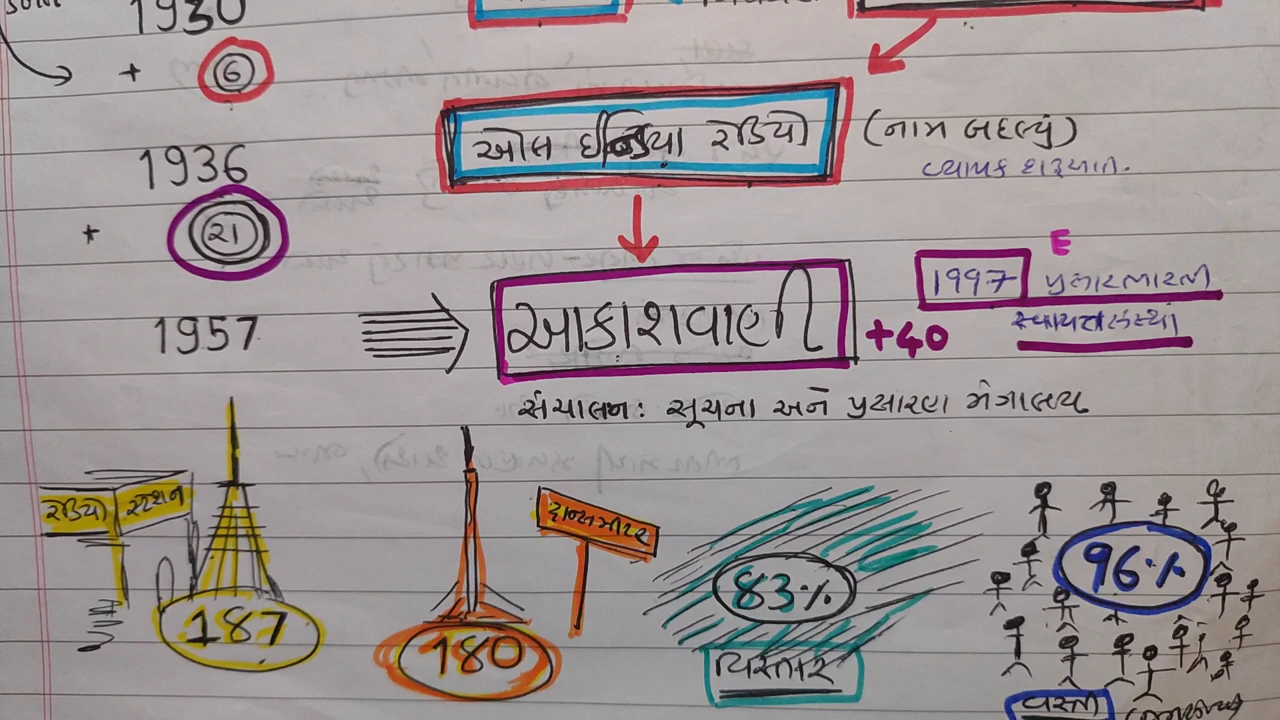 1930
+ 6
ઓલ ઈન્ડિયા રેડિયો (નામ બદલ્યું)
વ્યાપક શરૂઆત.
1936
+ 21
E
1997 પ્રસારભારતી
સ્વાયત્ત સંસ્થા
1957 આકાશવાણી +40
સંચાલન: સૂચના અને પ્રસારણ મંત્રાલય
રેડિયો સ્ટેશન
ટ્રાન્સમીટર
187
180
83%
96%
વિસ્તાર
વસ્તી